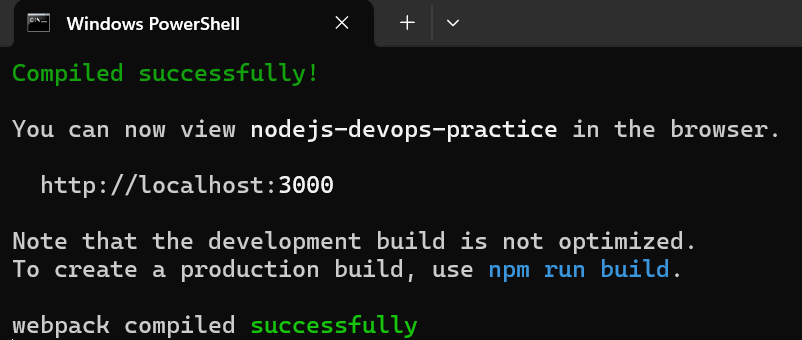 Windows PowerShell
Compiled successfully!
You can now view nodejs-devops-practice in the browser.
http://localhost:3000
Note that the development build is not optimized.
To create a production build, use npm run build.
webpack compiled successfully